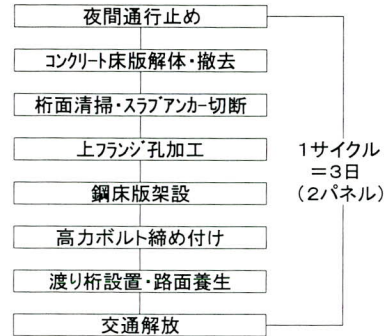 夜間通行止め
コンクリート床版解体・撤去
桁面清掃・スラブアンカー切断
上フランジ孔加工
鋼床版架設
高力ボルト締め付け
渡り桁設置・路面養生
交通解放
1サイクル
=3日
(2パネル)